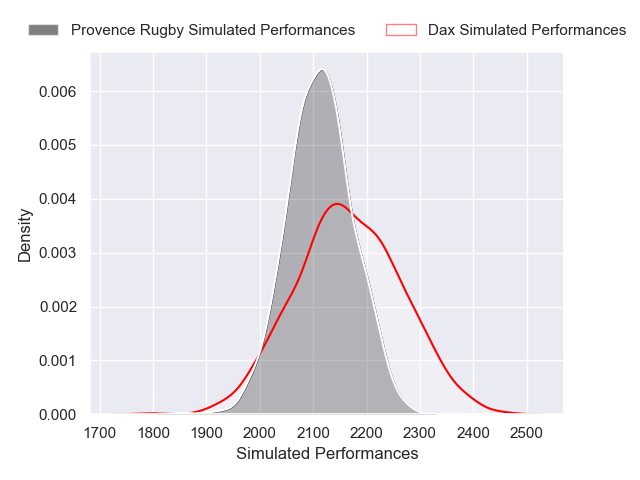 Provence Rugby Simulated Performances Dax Simulated Performances
0.006
0.005
0.004
0.003
0.002
0.001
0.000
Density
1700 1800 1900 2000 2100 2200 2300 2400 2500
Simulated Performances